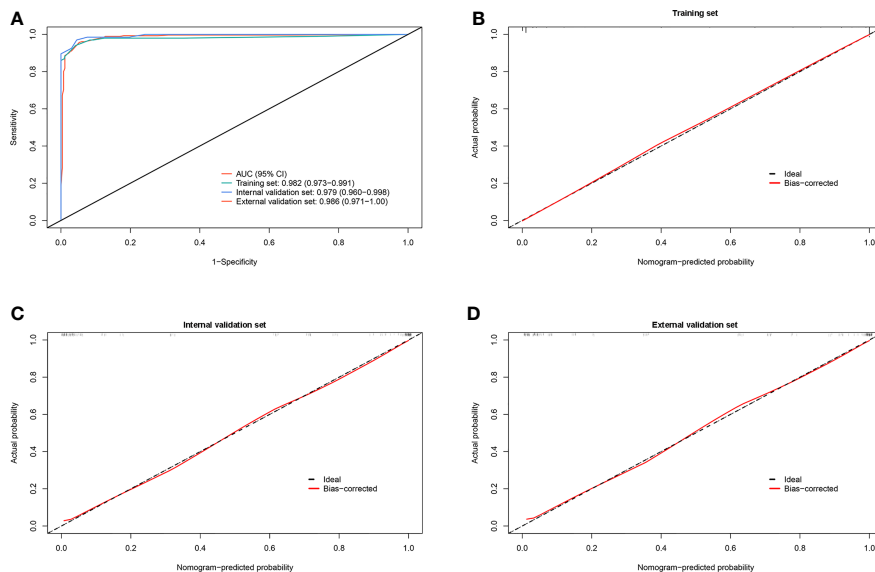 A
1.0
0.8
0.6
0.4
0.2
0.0
Sensitivity
AUC (95% CI)
Training set: 0.982 (0.973−0.991)
Internal validation set: 0.979 (0.960−0.998)
External validation set: 0.986 (0.971−1.00)
0.0 0.2 0.4 0.6 0.8 1.0
1−Specificity
B
Training set
1.0
0.8
0.6
0.4
0.2
0.0
Actual probability
Ideal
Bias−corrected
0.0 0.2 0.4 0.6 0.8 1.0
Nomogram−predicted probability
C
Internal validation set
1.0
0.8
0.6
0.4
0.2
0.0
Actual probability
Ideal
Bias−corrected
0.0 0.2 0.4 0.6 0.8 1.0
Nomogram−predicted probability
D
External validation set
1.0
0.8
0.6
0.4
0.2
0.0
Actual probability
Ideal
Bias−corrected
0.0 0.2 0.4 0.6 0.8 1.0
Nomogram−predicted probability